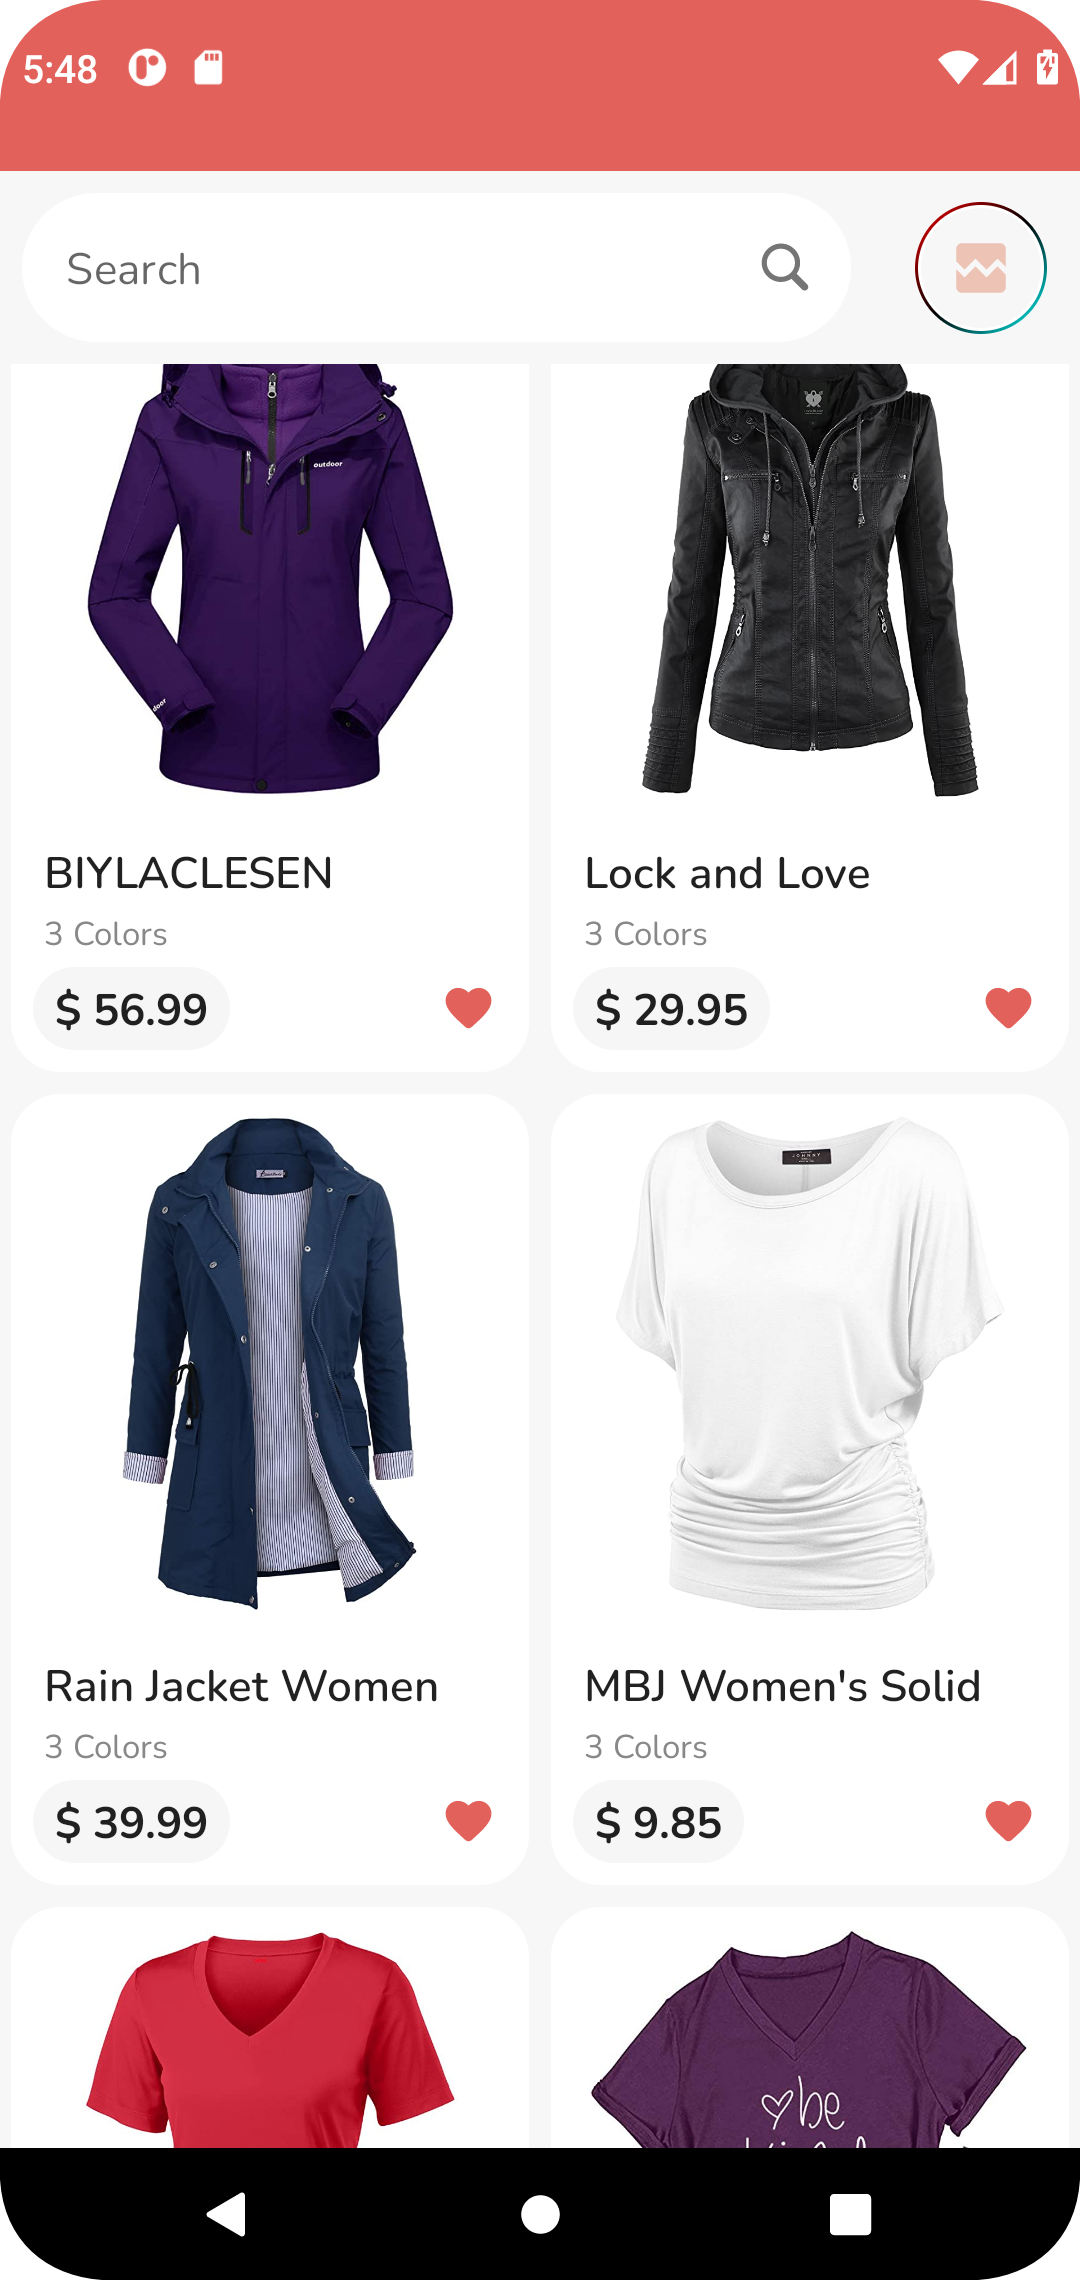 5:48
Search
outdoor
door
BIYLACLESEN
3 Colors
$ 56.99
Lock and Love
3 Colors
$ 29.95
JOHNNY
Rain Jacket Women
3 Colors
$ 39.99
MBJ Women's Solid
3 Colors
$ 9.85
be